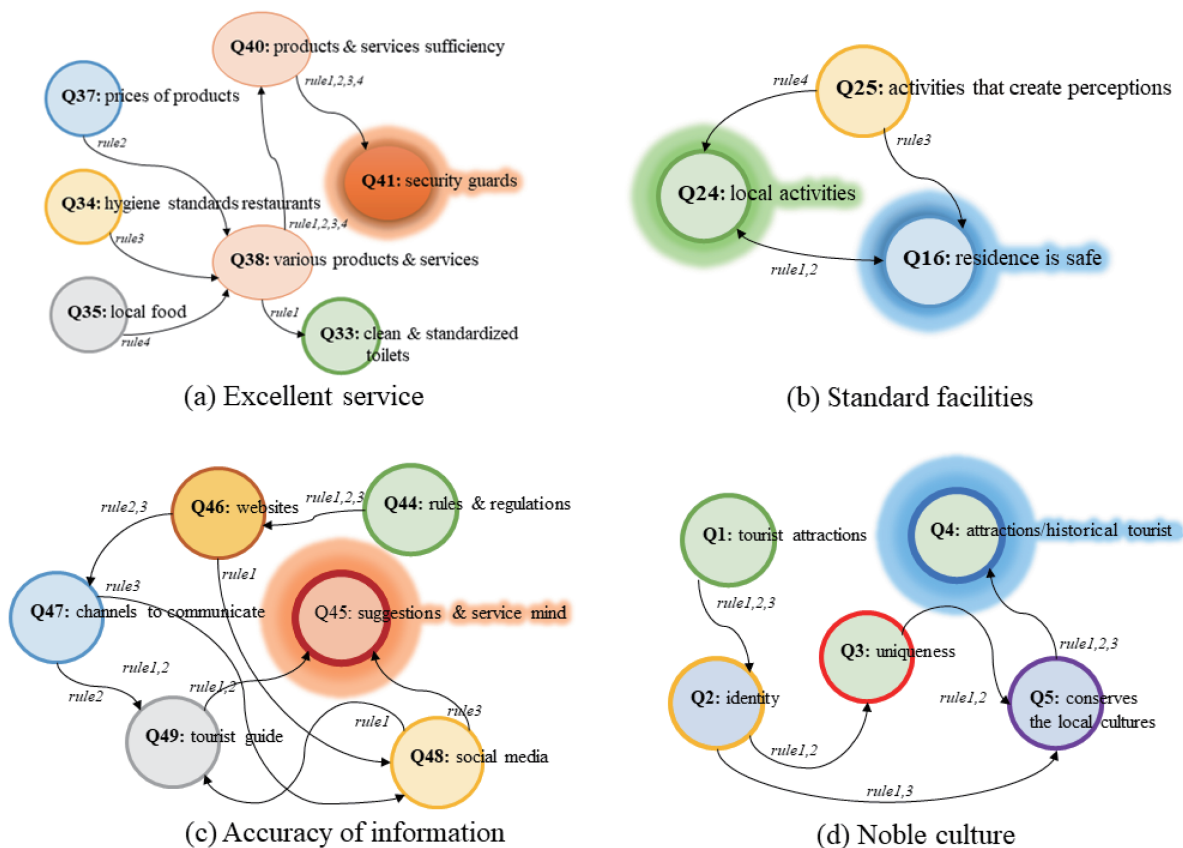 Q40: products & services sufficiency
rule1,2,3,4
Q37: prices of products
rule2
Q41: security guards
Q34: hygiene standards restaurants
rule3
rule1,2,3,4
Q38: various products & services
Q35: local food
rule4
rule1
Q33: clean & standardized
toilets
(a) Excellent service
rule4
Q25: activities that create perceptions
rule3
Q24: local activities
rule1,2
Q16: residence is safe
(b) Standard facilities
rule2,3
Q46: websites
rule1,2,3
Q44: rules & regulations
rule3
rule1
Q47: channels to communicate
Q45: suggestions & service mind
rule1,2
rule2
rule1,2
rule1
rule3
Q49: tourist guide
Q48: social media
(c) Accuracy of information
Q1: tourist attractions
Q4: attractions/historical tourist
rule1,2,3
Q3: uniqueness
rule1,2,3
Q2: identity
rule1,2
Q5: conserves
the local cultures
rule1,2
rule1,3
(d) Noble culture